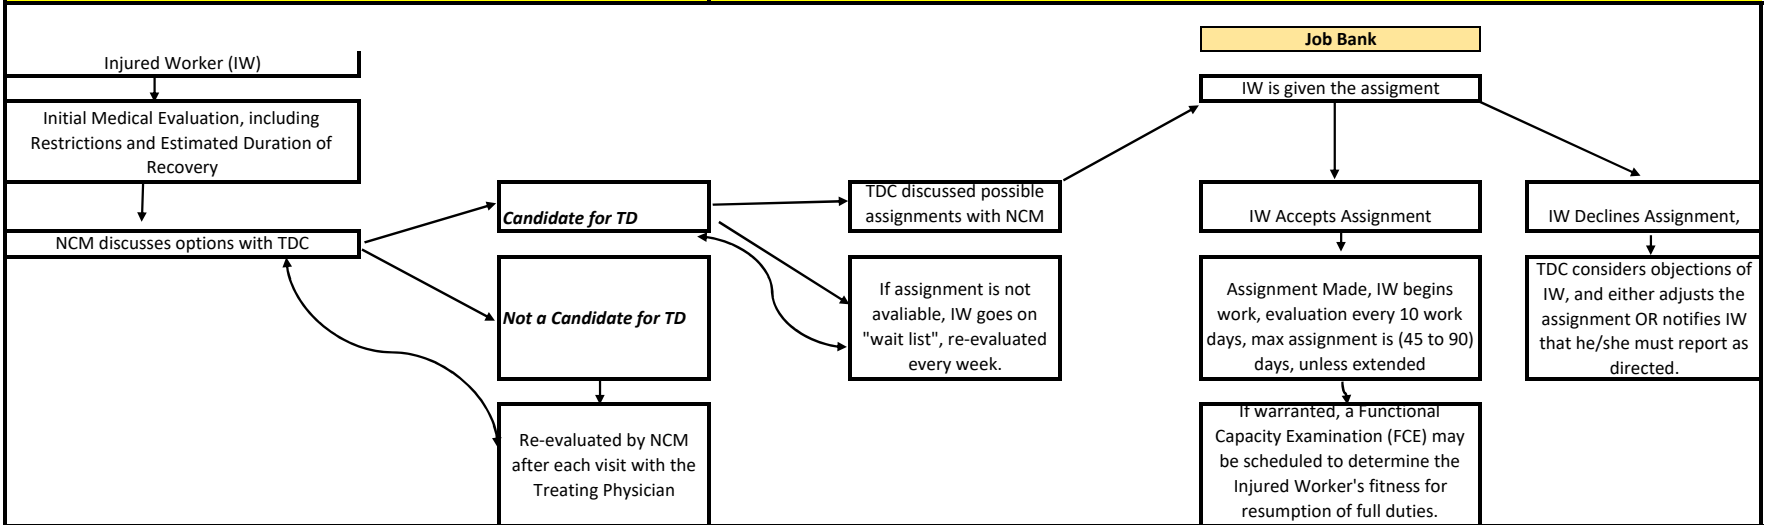 Job Bank
Injured Worker (IW)
IW is given the assigment
Initial Medical Evaluation, including
Restrictions and Estimated Duration of
Recovery
NCM discusses options with TDC
Candidate for TD
TDC discussed possible
assignments with NCM
IW Accepts Assignment
IW Declines Assignment,
Not a Candidate for TD
If assignment is not
avaliable, IW goes on
"wait list", re-evaluated
every week.
Assignment Made, IW begins
work, evaluation every 10 work
days, max assignment is (45 to 90)
days, unless extended
TDC considers objections of
IW, and either adjusts the
assignment OR notifies IW
that he/she must report as
directed.
Re-evaluated by NCM
after each visit with the
Treating Physician
If warranted, a Functional
Capacity Examination (FCE) may
be scheduled to determine the
Injured Worker's fitness for
resumption of full duties.